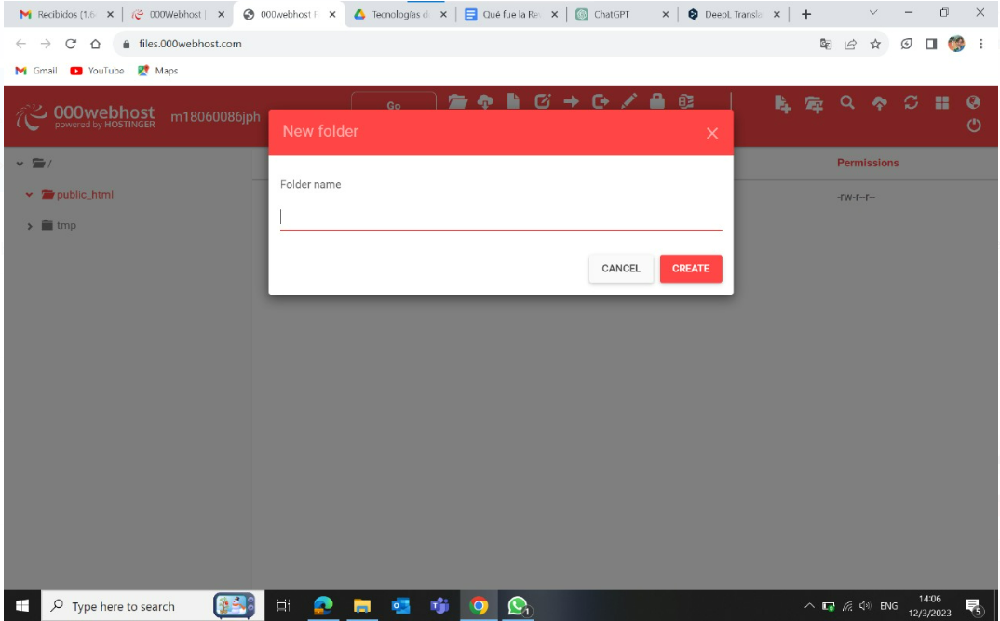 Recibidos (1.6
000Webhost |
000webhost F
Tecnologías d
Qué fue la Re
ChatGPT
DeepL Transla
files.000webhost.com
Gmail
YouTube
Maps
000webhost
powered by HOSTINGER
m18060086jph
Go
New folder
/
Permissions
Folder name
public_html
-rw-r--r--
tmp
CANCEL
CREATE
Type here to search
1
ENG
14:06
12/3/2023
5